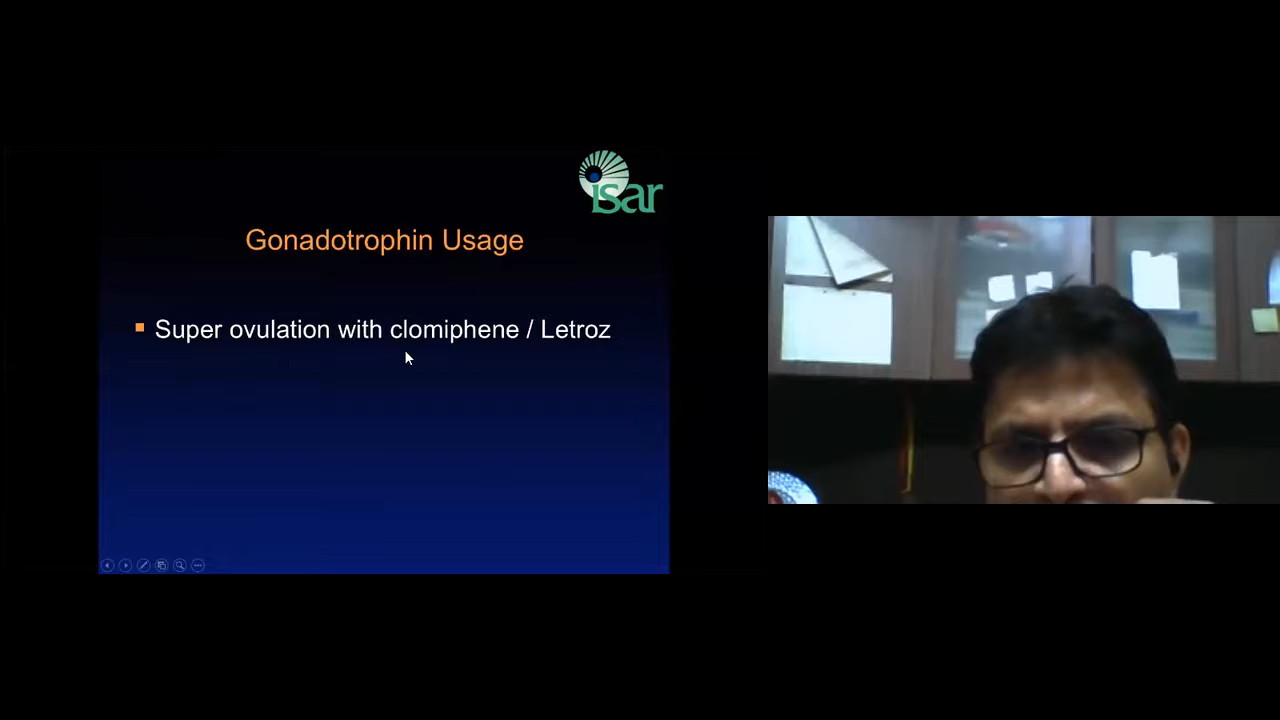 isar
Gonadotrophin Usage
Super ovulation with clomiphene / Letroz